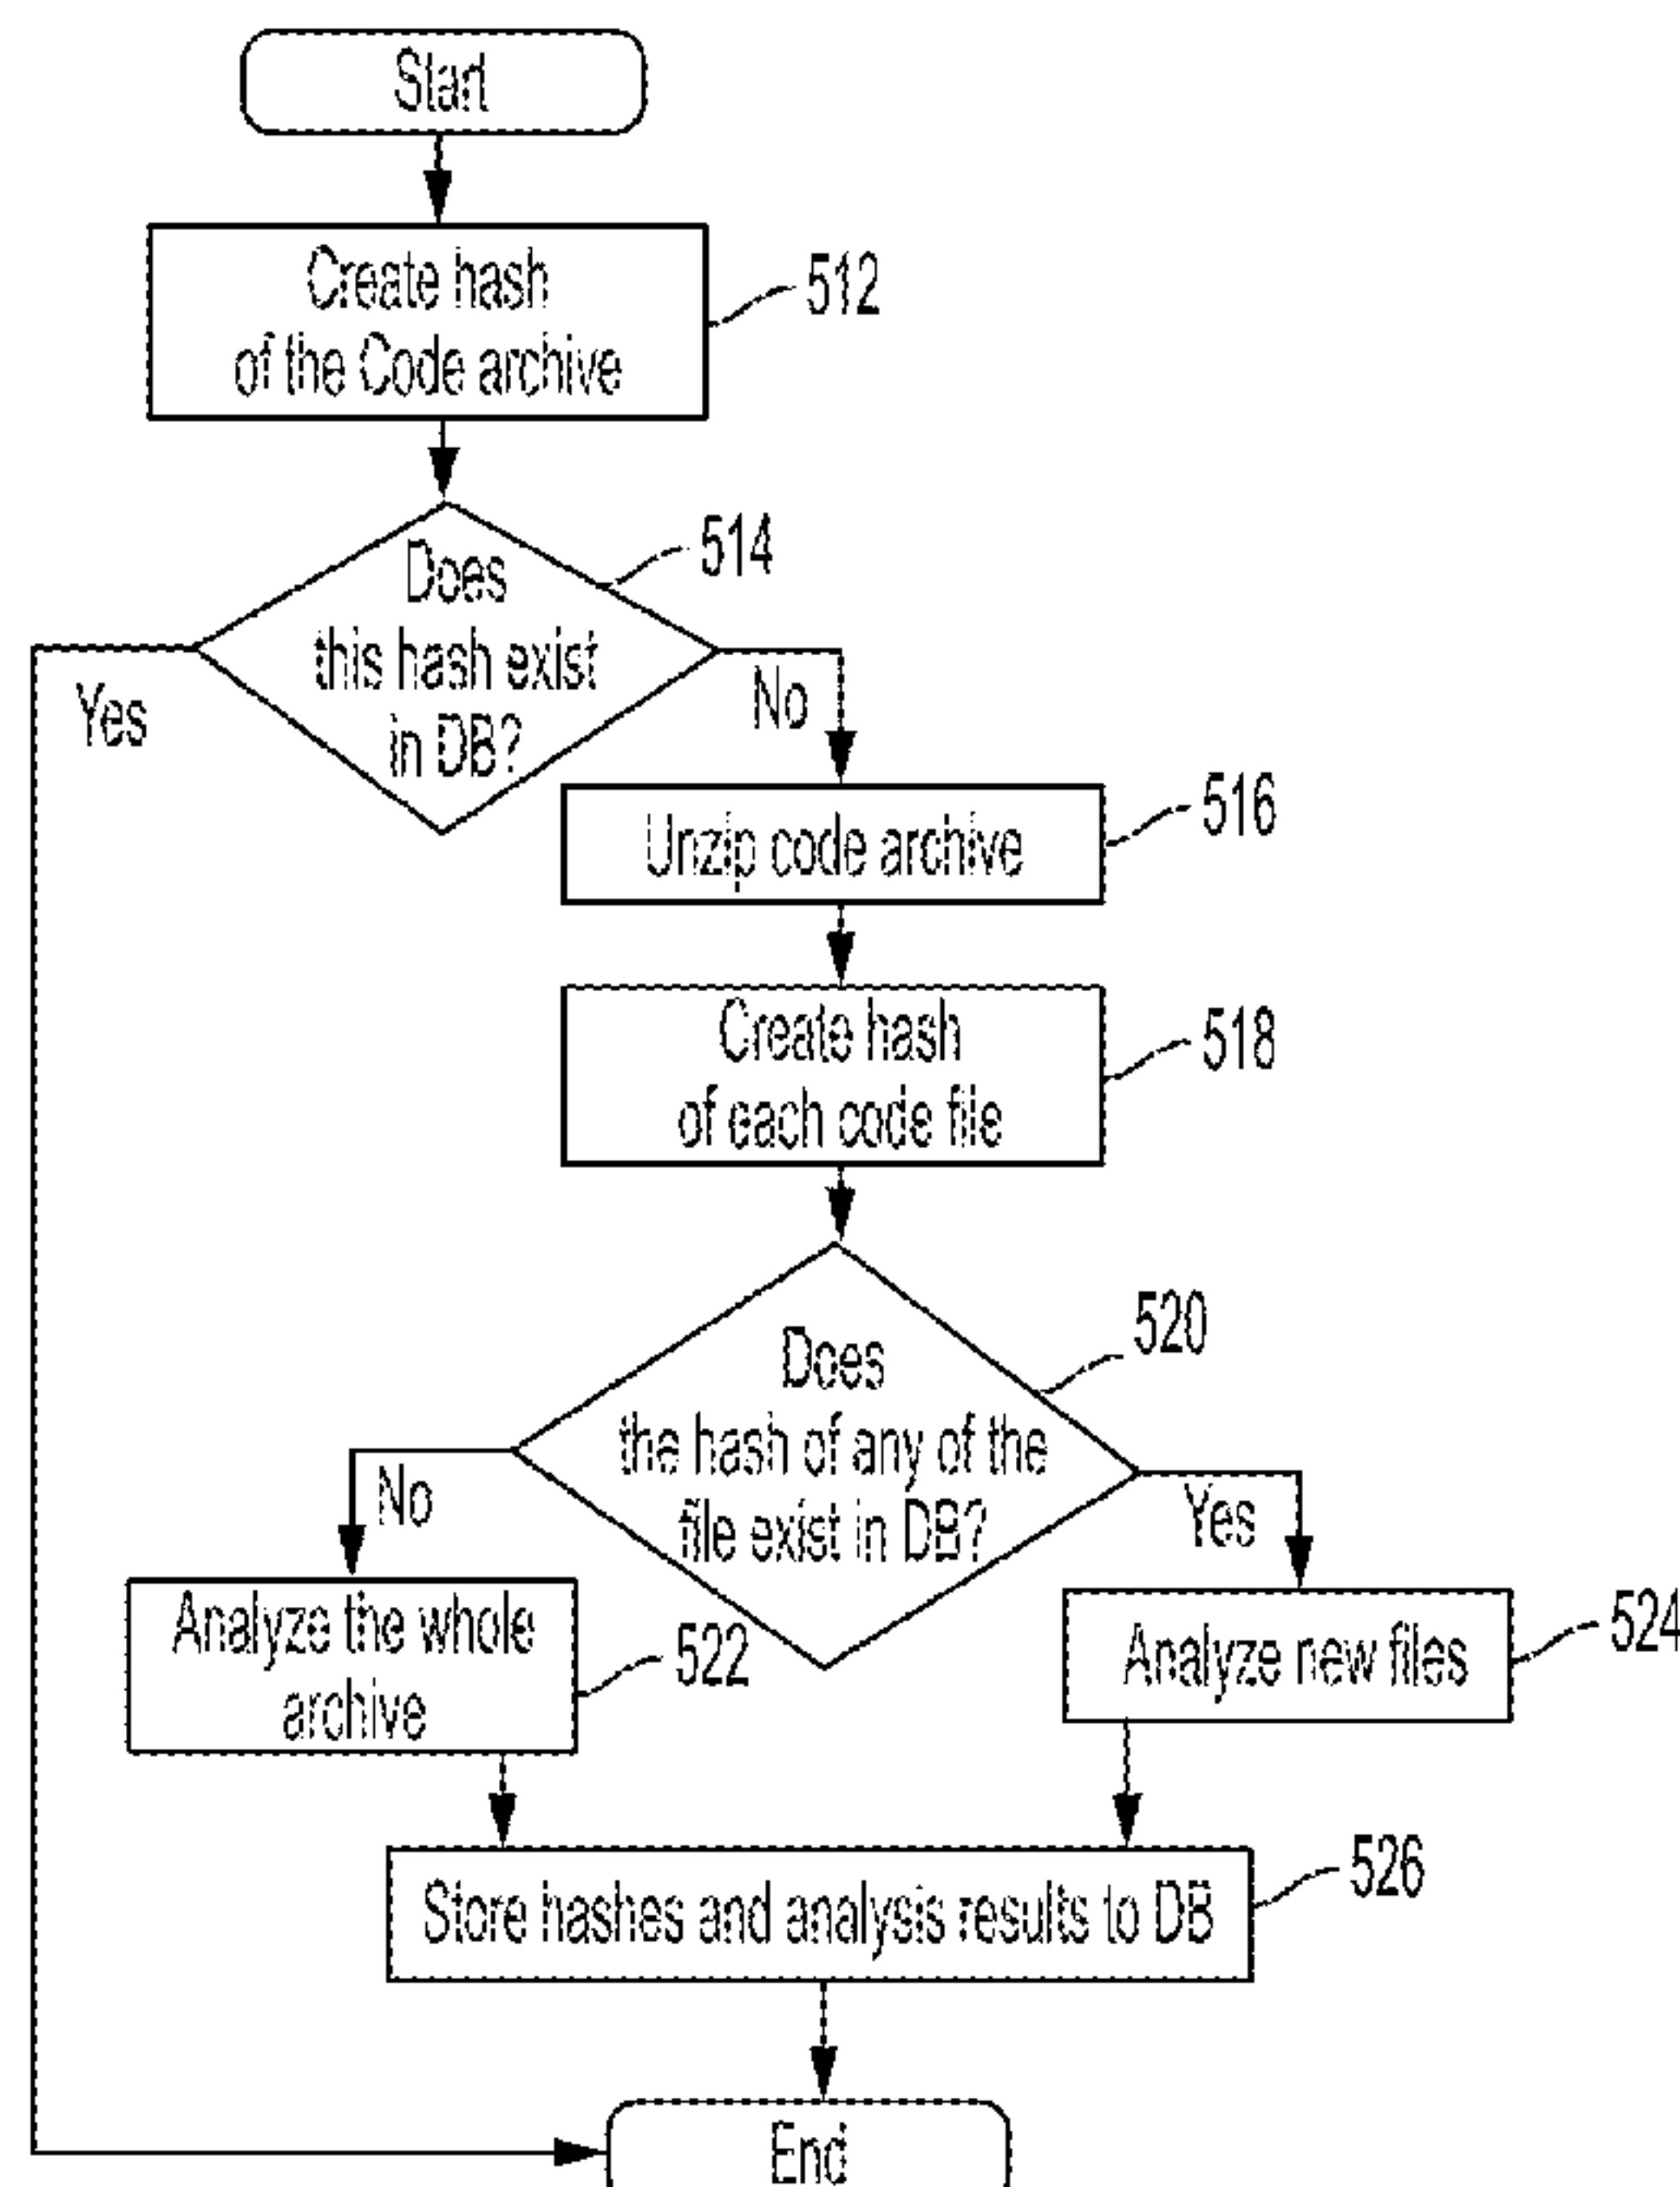 Start
Create hash
of the Code archive
512
Does
this hash exist
in DB?
514
Yes
No
Unzip code archive
516
Create hash
of each code file
518
Does
the hash of any of the
file exist in DB?
520
No
Yes
Analyze the whole
archive
522
Analyze new files
524
Store hashes and analysis results to DB
526
End